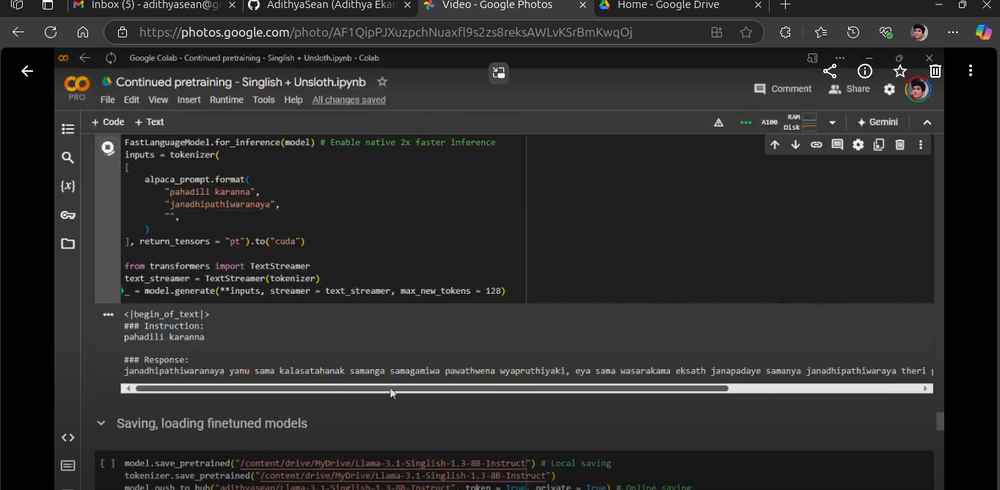 Inbox (5) - adithyasean@gr
AdithyaSean (Adithya Ekan
Video - Google Photos
Home - Google Drive
https://photos.google.com/photo/AF1QipPJXuzpchNuaxfl9s2zs8reksAWLvKSrBmKwqOj
Google Colab - Continued pretraining - Singlish + Unsloth.ipynb - Colab
Continued pretraining - Singlish + Unsloth.ipynb
PRO
File Edit View Insert Runtime Tools Help All changes saved
Comment Share
+ Code + Text
A100 RAM Disk Gemini
FastLanguageModel.for_inference(model) # Enable native 2x faster inference
inputs = tokenizer(
[
alpaca_prompt.format(
"pahadili karanna",
"janadhipathiwaranaya",
"",
)
], return_tensors = "pt").to("cuda")
from transformers import TextStreamer
text_streamer = TextStreamer(tokenizer)
_ = model.generate(**inputs, streamer = text_streamer, max_new_tokens = 128)
<|begin_of_text|>
### Instruction:
pahadili karanna
### Response:
janadhipathiwaranaya yanu sama kalasatahanak samanga samagamiwa pawathwena wyapruthiyaki, eya sama wasarakama eksath janapadaye samanya janadhipathiwaraya theri
Saving, loading finetuned models
[ ] model.save_pretrained("/content/drive/MyDrive/Llama-3.1-Singlish-1.3-8B-Instruct") # Local saving
tokenizer.save_pretrained("/content/drive/MyDrive/Llama-3.1-Singlish-1.3-8B-Instruct")
model.push_to_hub("adithyasean/Llama-3.1-Singlish-1.3-8B-Instruct", token = True, private = True) # Online saving